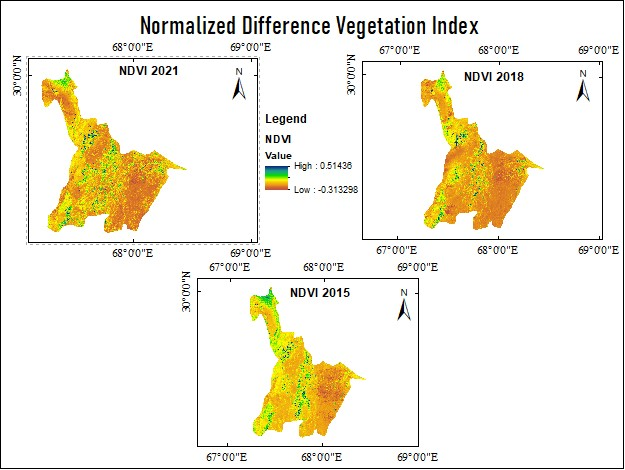 Normalized Difference Vegetation Index
68°0'0"E 69°0'0"E
30°0'0"N
NDVI 2021
N
68°0'0"E 69°0'0"E
Legend
NDVI
Value
High : 0.51436
Low : -0.313298
67°0'0"E 68°0'0"E 69°0'0"E
30°0'0"N
NDVI 2018
N
67°0'0"E 68°0'0"E 69°0'0"E
67°0'0"E 68°0'0"E 69°0'0"E
30°0'0"N
NDVI 2015
N
67°0'0"E 68°0'0"E 69°0'0"E